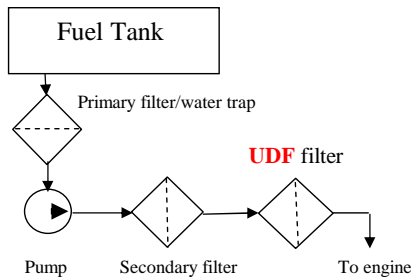 Fuel Tank
Primary filter/water trap
UDF filter
Pump
Secondary filter
To engine